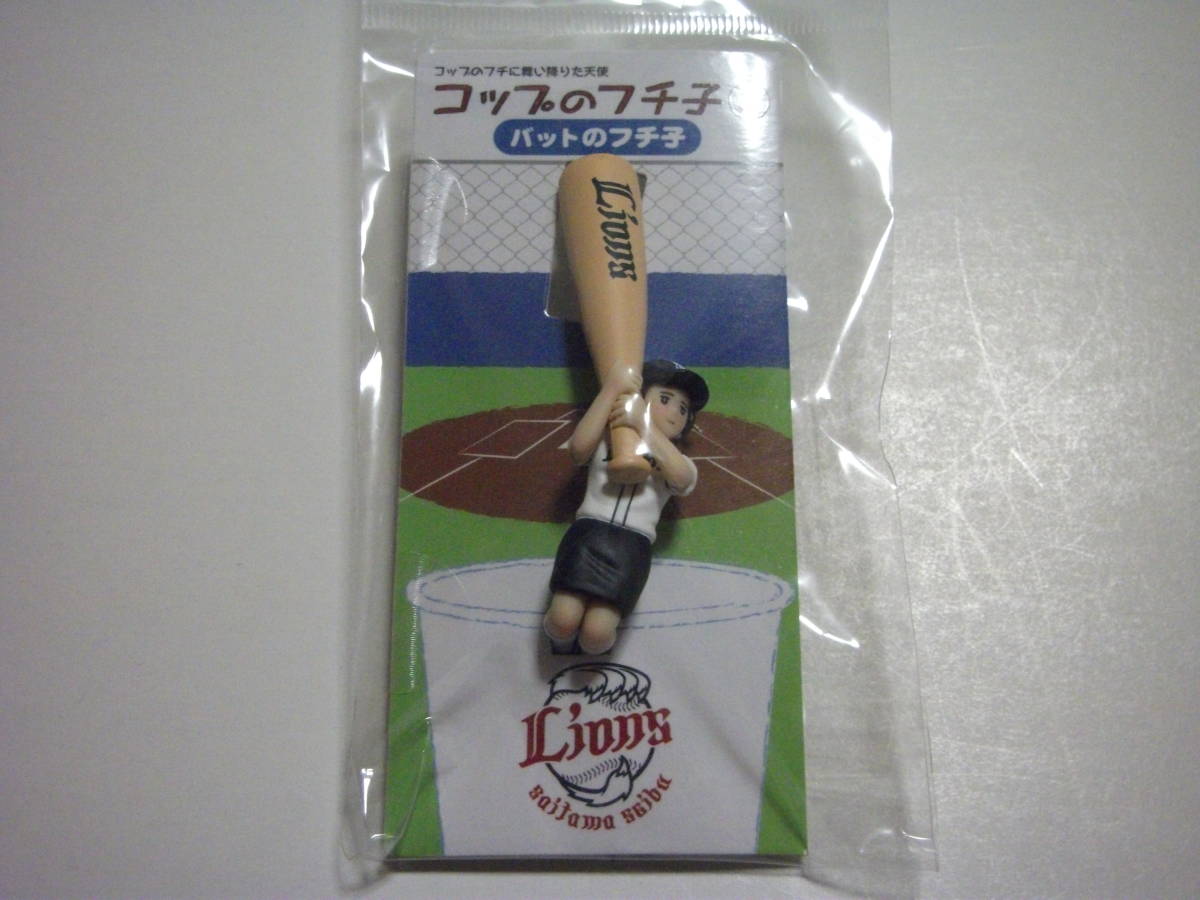 コップのフチに舞い降りた天使
コップのフチ子
バットのフチ子
Lions
Lions
saitama seibu